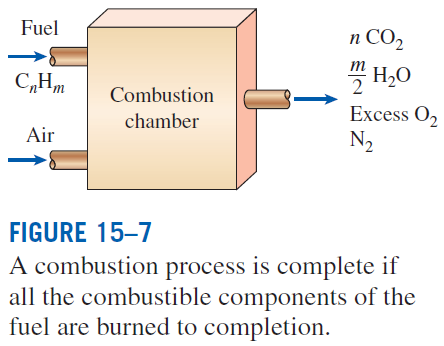 Fuel
CₙHₘ
Air
Combustion
chamber
n CO₂
m/2 H₂O
Excess O₂
N₂
FIGURE 15–7
A combustion process is complete if
all the combustible components of the
fuel are burned to completion.